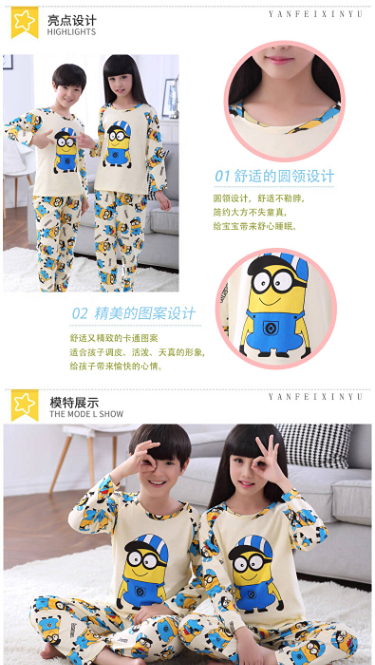 亮点设计
HIGHLIGHTS
YANFEIXINYU
01 舒适的圆领设计
圆领设计，舒适不勒脖，
简约大方不失童真，
给宝宝带来舒心睡眠。
02 精美的图案设计
舒适又精致的卡通图案
适合孩子调皮、活泼、天真的形象，
给孩子带来愉快的心情。
模特展示
THE MODE L SHOW
YANFEIXINYU